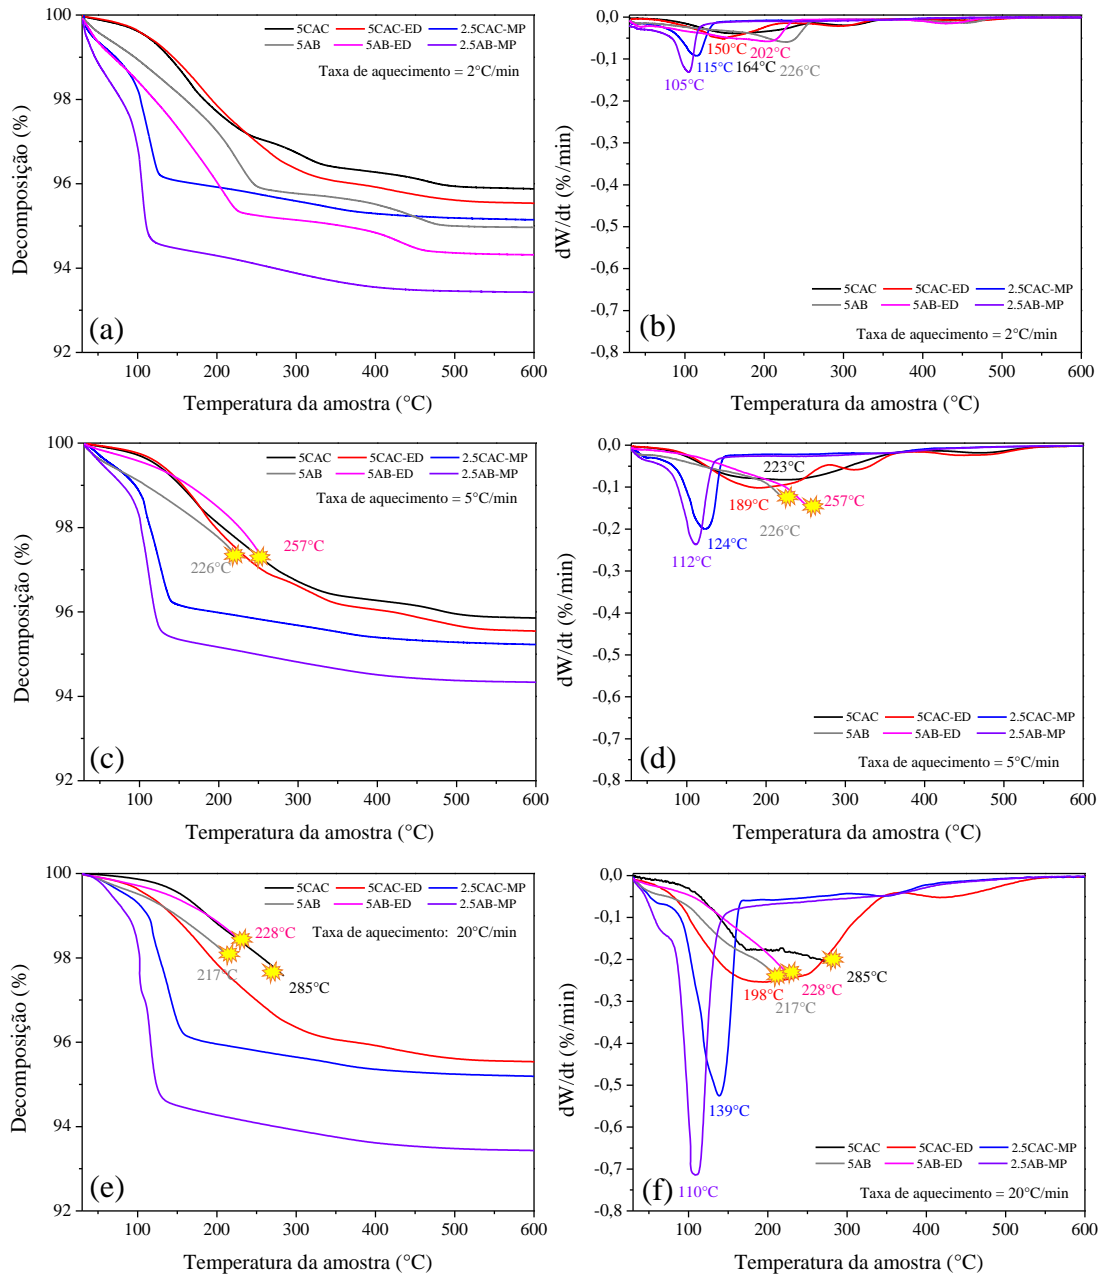 100
98
96
94
92
Decomposição (%)
5CAC 5CAC-ED 2.5CAC-MP
5AB 5AB-ED 2.5AB-MP
Taxa de aquecimento = 2°C/min
(a)
100 200 300 400 500 600
Temperatura da amostra (°C)
0,0
-0,1
-0,2
-0,3
-0,4
-0,5
-0,6
-0,7
-0,8
dW/dt (%/min)
150°C 202°C
115°C 164°C 226°C
105°C
5CAC 5CAC-ED 2.5CAC-MP
5AB 5AB-ED 2.5AB-MP
Taxa de aquecimento = 2°C/min
(b)
100 200 300 400 500 600
Temperatura da amostra (°C)
100
98
96
94
92
Decomposição (%)
5CAC 5CAC-ED 2.5CAC-MP
5AB 5AB-ED 2.5AB-MP
Taxa de aquecimento = 5°C/min
257°C
226°C
(c)
100 200 300 400 500 600
Temperatura da amostra (°C)
0,0
-0,1
-0,2
-0,3
-0,4
-0,5
-0,6
-0,7
-0,8
dW/dt (%/min)
223°C
189°C 257°C
226°C
124°C
112°C
5CAC 5CAC-ED 2.5CAC-MP
5AB 5AB-ED 2.5AB-MP
Taxa de aquecimento = 5°C/min
(d)
100 200 300 400 500 600
Temperatura da amostra (°C)
100
98
96
94
92
Decomposição (%)
5CAC 5CAC-ED 2.5CAC-MP
5AB 5AB-ED 2.5AB-MP
Taxa de aquecimento: 20°C/min
228°C
217°C
285°C
(e)
100 200 300 400 500 600
Temperatura da amostra (°C)
0,0
-0,1
-0,2
-0,3
-0,4
-0,5
-0,6
-0,7
-0,8
dW/dt (%/min)
285°C
198°C 228°C
217°C
139°C
110°C
5CAC 5CAC-ED 2.5CAC-MP
5AB 5AB-ED 2.5AB-MP
Taxa de aquecimento = 20°C/min
(f)
100 200 300 400 500 600
Temperatura da amostra (°C)